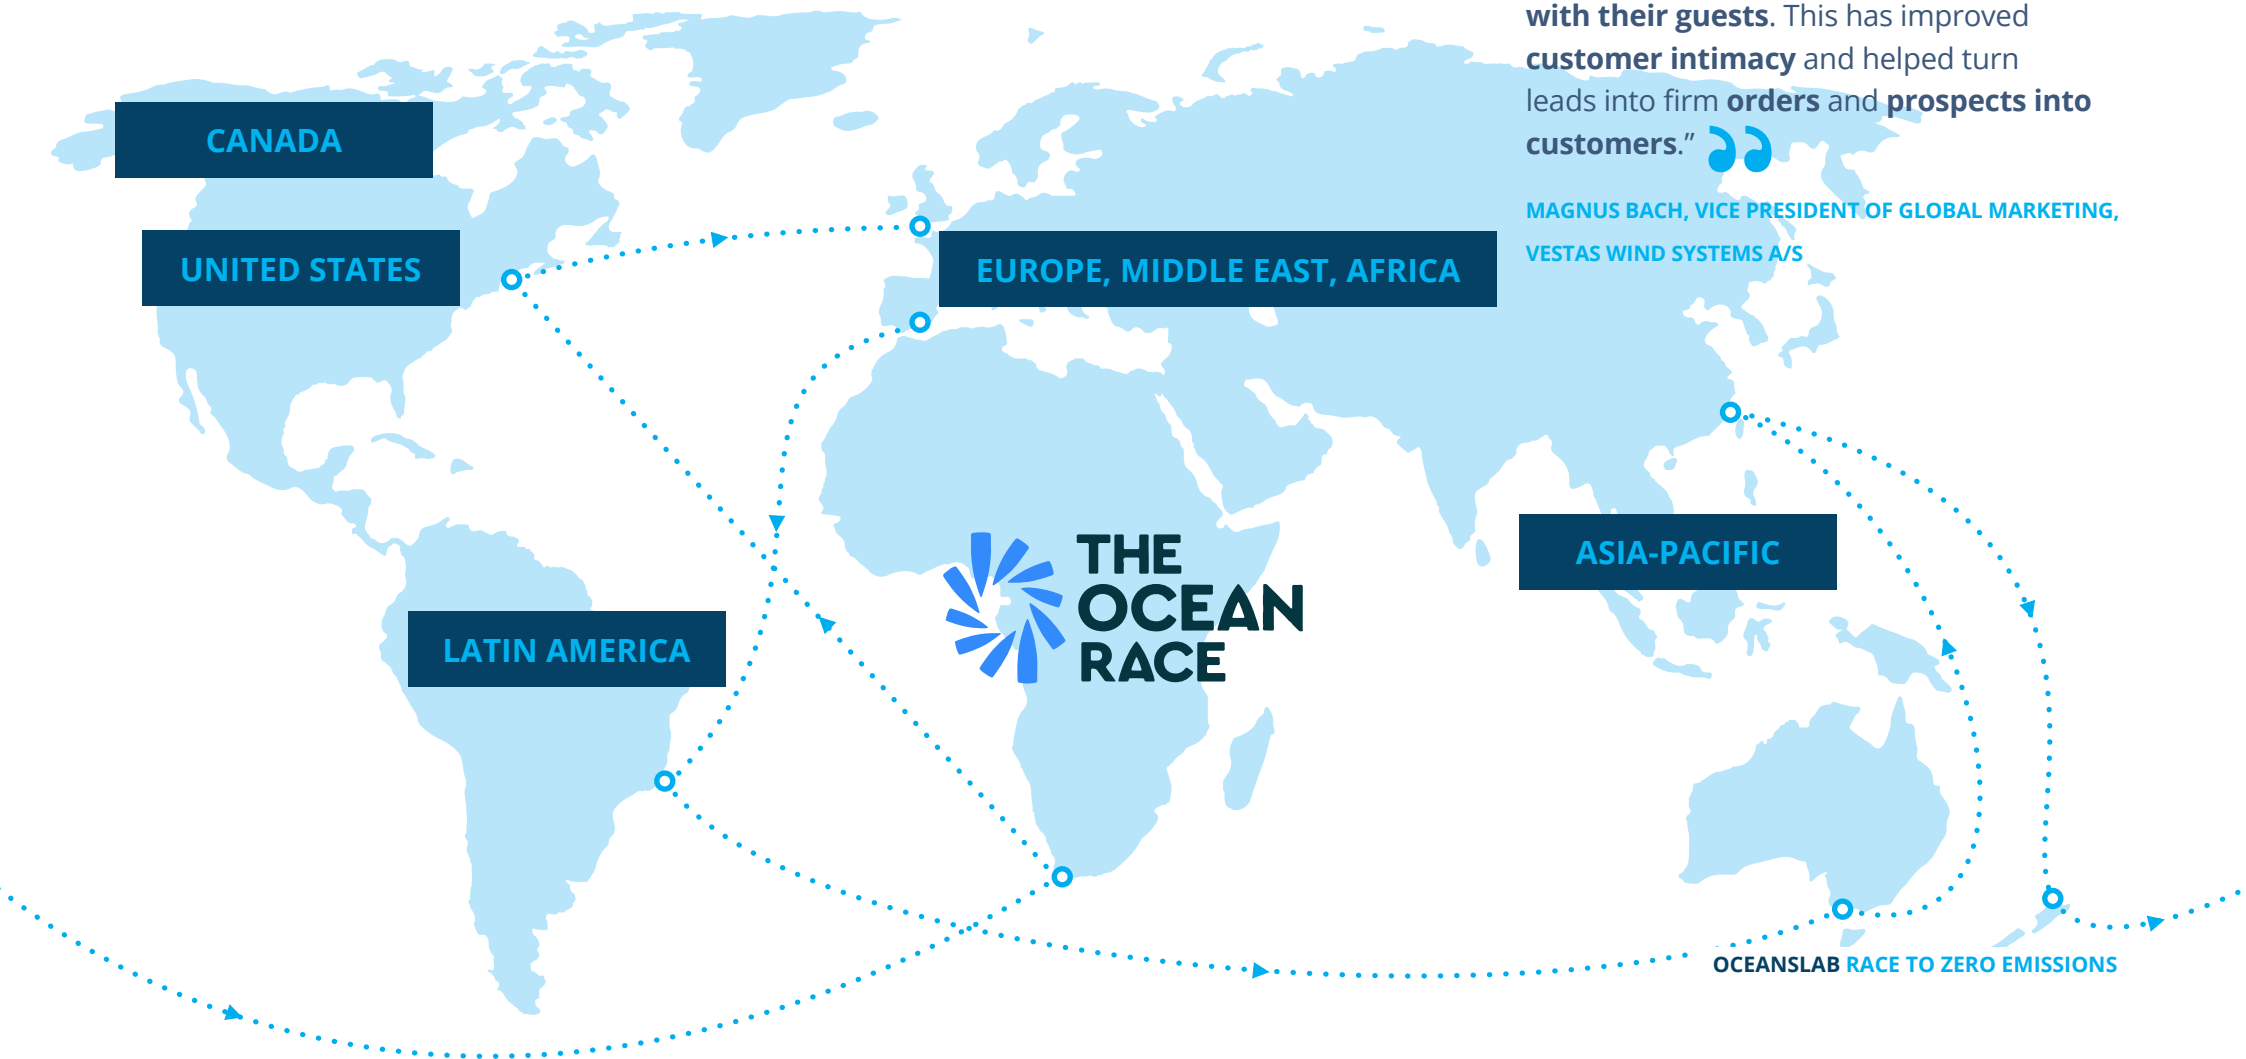 with their guests. This has improved
customer intimacy and helped turn
leads into firm orders and prospects into
customers.”
MAGNUS BACH, VICE PRESIDENT OF GLOBAL MARKETING,
VESTAS WIND SYSTEMS A/S
CANADA
UNITED STATES
EUROPE, MIDDLE EAST, AFRICA
ASIA-PACIFIC
LATIN AMERICA
THE
OCEAN
RACE
OCEANSLAB RACE TO ZERO EMISSIONS